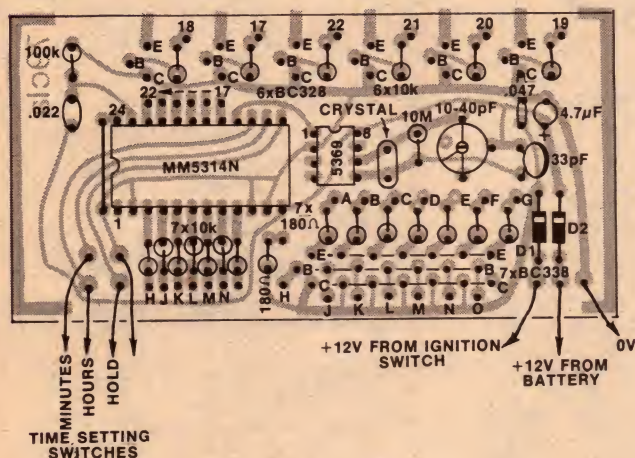 18 17 22 21 20 19
100k
E E E E E E
B B B B B B
C C C C C C
22 17
6xBC328 6x10k
.047
.022
24
CRYSTAL
10M
10-40pF
4.7µF
MM5314N
1 8
5369
33pF
1
7x
180Ω
A B C D E F G
7x10k
180Ω
E E
D1 D2
B B
7xBC338
C C
H J K L M N H
J K L M N O
+12V FROM IGNITION
SWITCH
+12V FROM
BATTERY
0V
MINUTES
HOURS
HOLD
TIME SETTING
SWITCHES